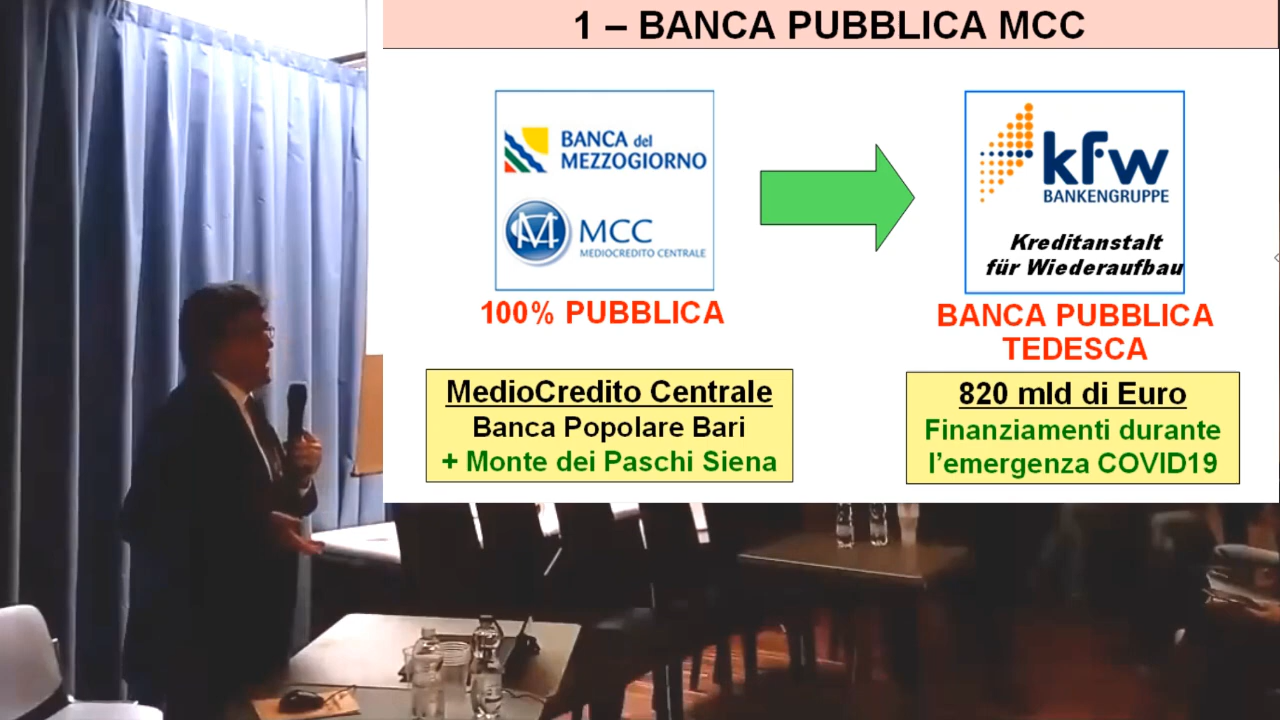 1 – BANCA PUBBLICA MCC
BANCA del
MEZZOGIORNO
MCC
MEDIOCREDITO CENTRALE
100% PUBBLICA
MedioCredito Centrale
Banca Popolare Bari
+ Monte dei Paschi Siena
kfw
BANKENGRUPPE
Kreditanstalt
für Wiederaufbau
BANCA PUBBLICA
TEDESCA
820 mld di Euro
Finanziamenti durante
l’emergenza COVID19